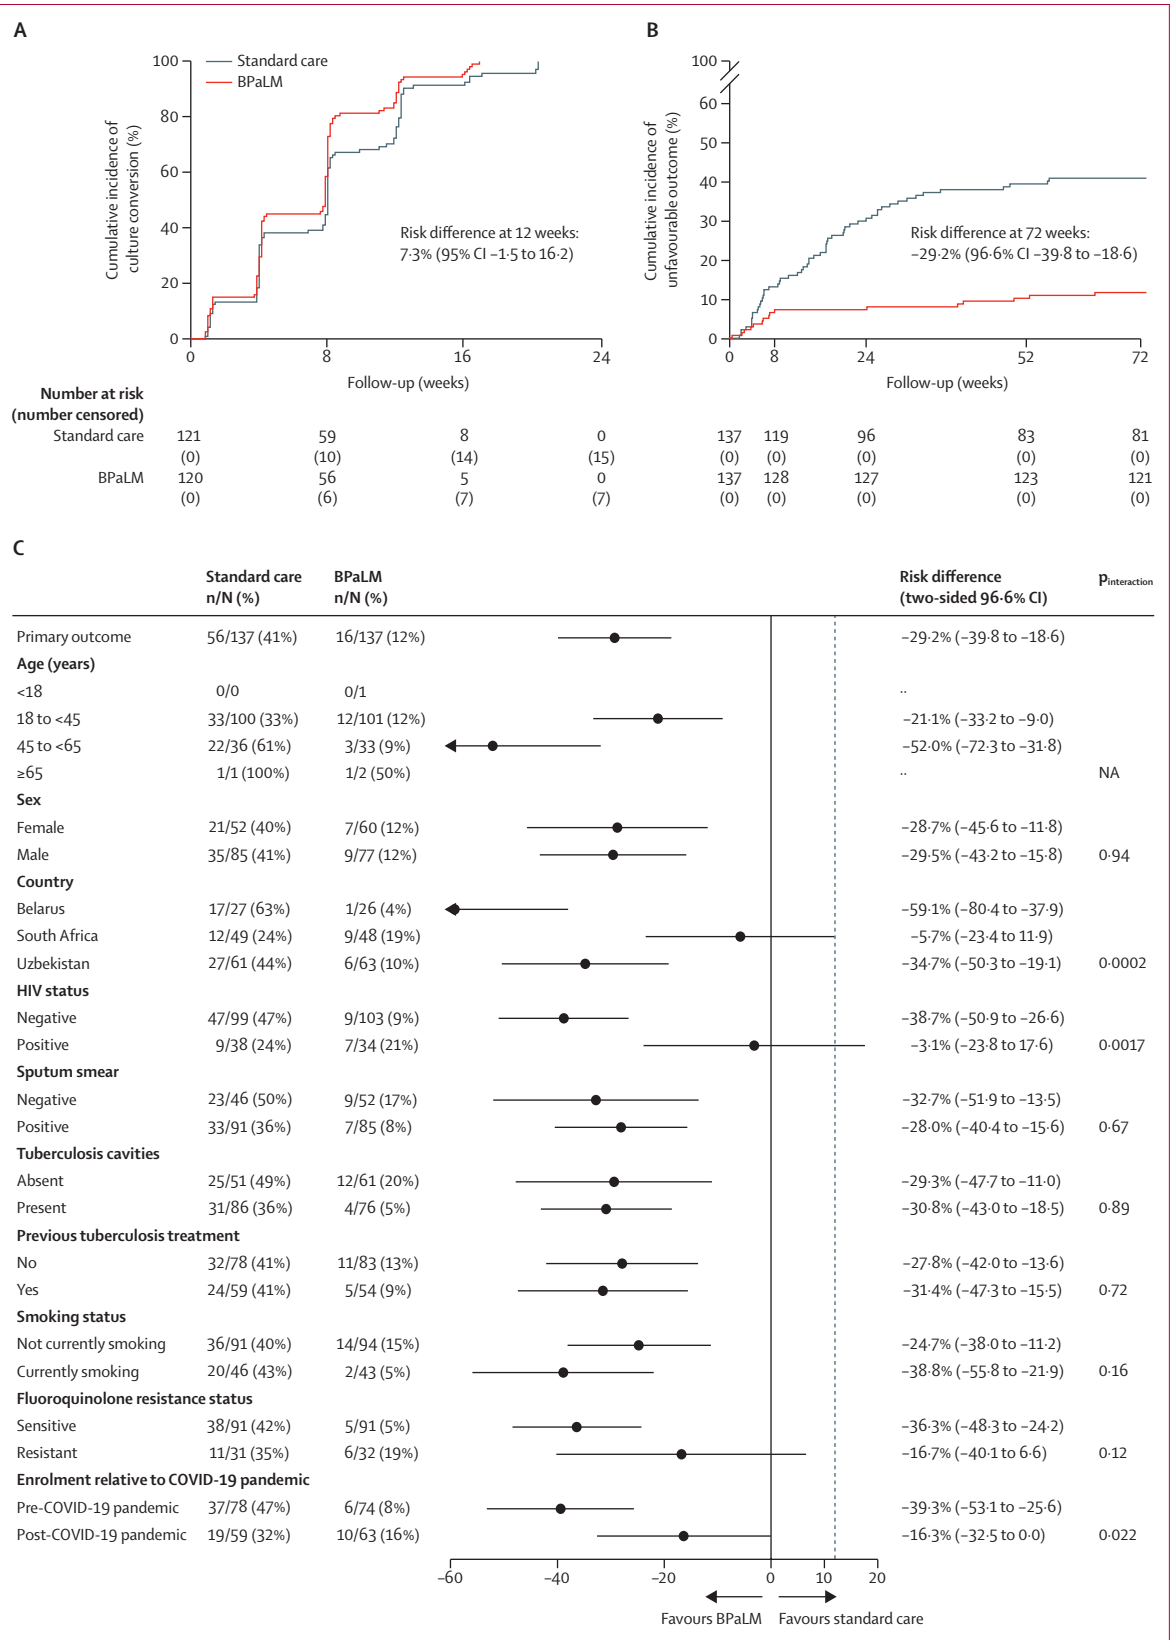 A
100
80
60
40
20
0
Cumulative incidence of
culture conversion (%)
Standard care
BPaLM
Risk difference at 12 weeks:
7·3% (95% CI –1·5 to 16·2)
0 8 16 24
Follow-up (weeks)
B
100
60
50
40
30
20
10
0
Cumulative incidence of
unfavourable outcome (%)
Risk difference at 72 weeks:
–29·2% (96·6% CI –39·8 to –18·6)
0 8 24 52 72
Follow-up (weeks)
Number at risk
(number censored)
Standard care 121 59 8 0 137 119 96 83 81
(0) (10) (14) (15) (0) (0) (0) (0) (0)
BPaLM 120 56 5 0 137 128 127 123 121
(0) (6) (7) (7) (0) (0) (0) (0) (0)
C
Standard care BPaLM Risk difference pinteraction
n/N (%) n/N (%) (two-sided 96·6% CI)
Primary outcome 56/137 (41%) 16/137 (12%) –29·2% (–39·8 to –18·6)
Age (years)
<18 0/0 0/1 ··
18 to <45 33/100 (33%) 12/101 (12%) –21·1% (–33·2 to –9·0)
45 to <65 22/36 (61%) 3/33 (9%) –52·0% (–72·3 to –31·8)
≥65 1/1 (100%) 1/2 (50%) ·· NA
Sex
Female 21/52 (40%) 7/60 (12%) –28·7% (–45·6 to –11·8)
Male 35/85 (41%) 9/77 (12%) –29·5% (–43·2 to –15·8) 0·94
Country
Belarus 17/27 (63%) 1/26 (4%) –59·1% (–80·4 to –37·9)
South Africa 12/49 (24%) 9/48 (19%) –5·7% (–23·4 to 11·9)
Uzbekistan 27/61 (44%) 6/63 (10%) –34·7% (–50·3 to –19·1) 0·0002
HIV status
Negative 47/99 (47%) 9/103 (9%) –38·7% (–50·9 to –26·6)
Positive 9/38 (24%) 7/34 (21%) –3·1% (–23·8 to 17·6) 0·0017
Sputum smear
Negative 23/46 (50%) 9/52 (17%) –32·7% (–51·9 to –13·5)
Positive 33/91 (36%) 7/85 (8%) –28·0% (–40·4 to –15·6) 0·67
Tuberculosis cavities
Absent 25/51 (49%) 12/61 (20%) –29·3% (–47·7 to –11·0)
Present 31/86 (36%) 4/76 (5%) –30·8% (–43·0 to –18·5) 0·89
Previous tuberculosis treatment
No 32/78 (41%) 11/83 (13%) –27·8% (–42·0 to –13·6)
Yes 24/59 (41%) 5/54 (9%) –31·4% (–47·3 to –15·5) 0·72
Smoking status
Not currently smoking 36/91 (40%) 14/94 (15%) –24·7% (–38·0 to –11·2)
Currently smoking 20/46 (43%) 2/43 (5%) –38·8% (–55·8 to –21·9) 0·16
Fluoroquinolone resistance status
Sensitive 38/91 (42%) 5/91 (5%) –36·3% (–48·3 to –24·2)
Resistant 11/31 (35%) 6/32 (19%) –16·7% (–40·1 to 6·6) 0·12
Enrolment relative to COVID-19 pandemic
Pre-COVID-19 pandemic 37/78 (47%) 6/74 (8%) –39·3% (–53·1 to –25·6)
Post-COVID-19 pandemic 19/59 (32%) 10/63 (16%) –16·3% (–32·5 to 0·0) 0·022
–60 –40 –20 0 10 20
Favours BPaLM Favours standard care